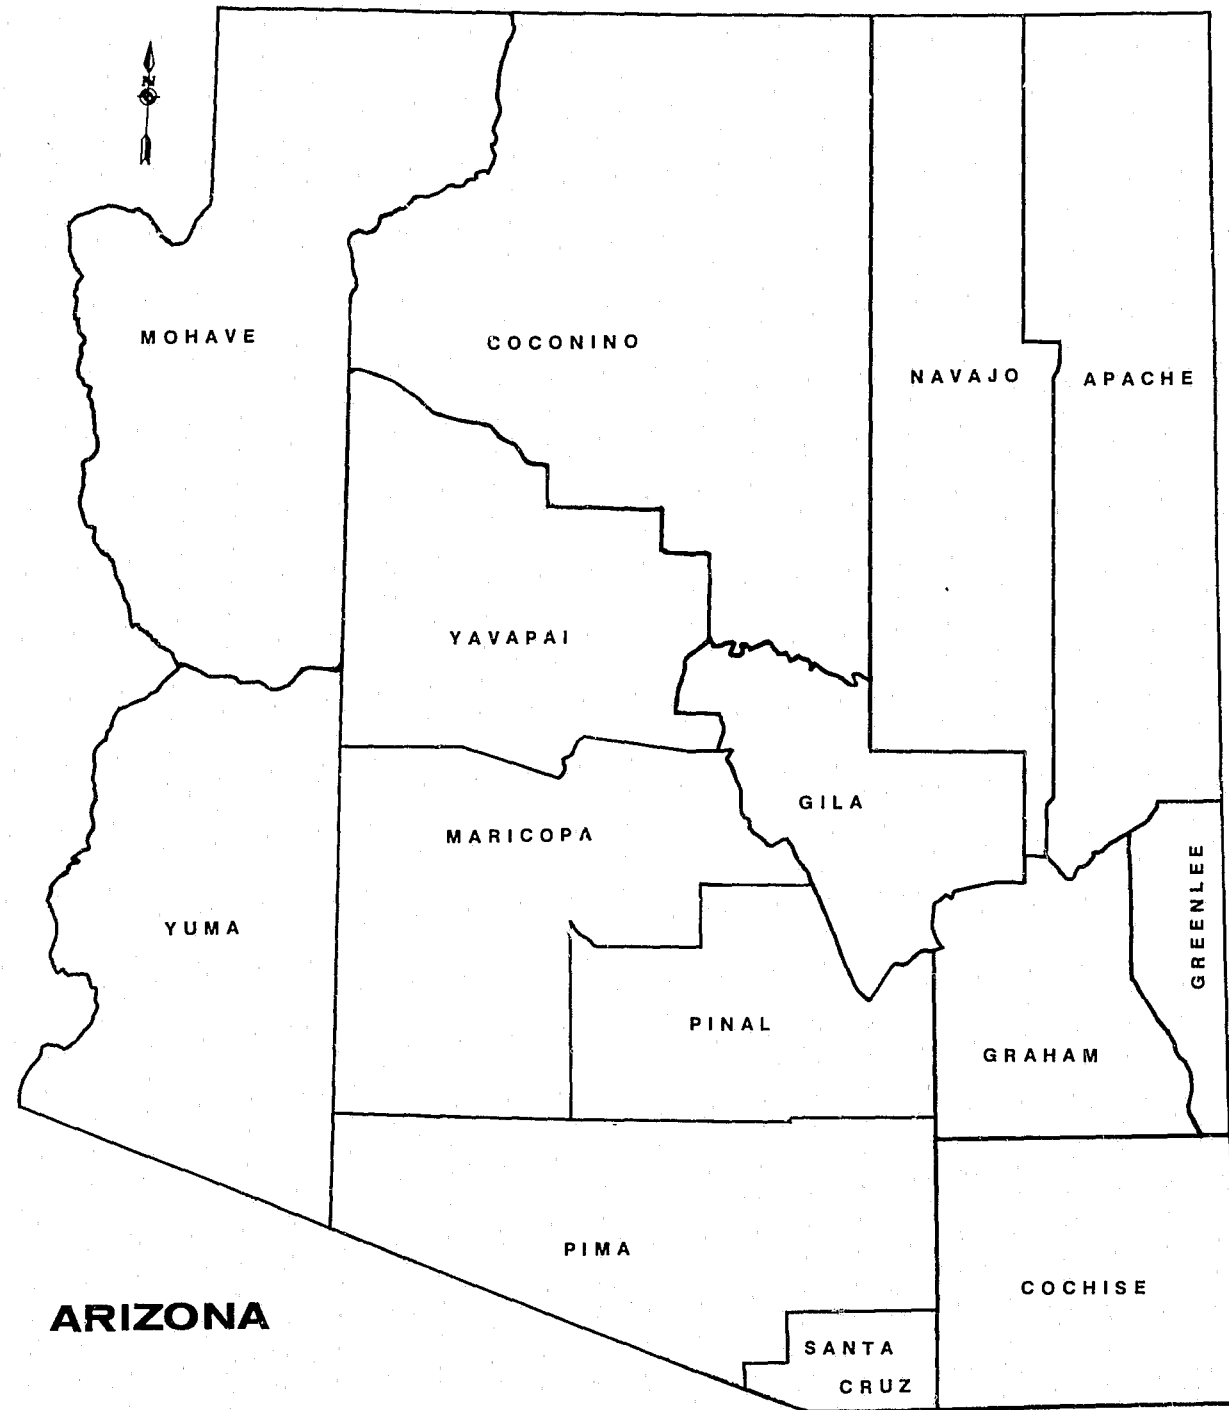 N
MOHAVE
COCONINO
NAVAJO
APACHE
YAVAPAI
GILA
MARICOPA
GREENLEE
YUMA
PINAL
GRAHAM
PIMA
COCHISE
ARIZONA
SANTA
CRUZ